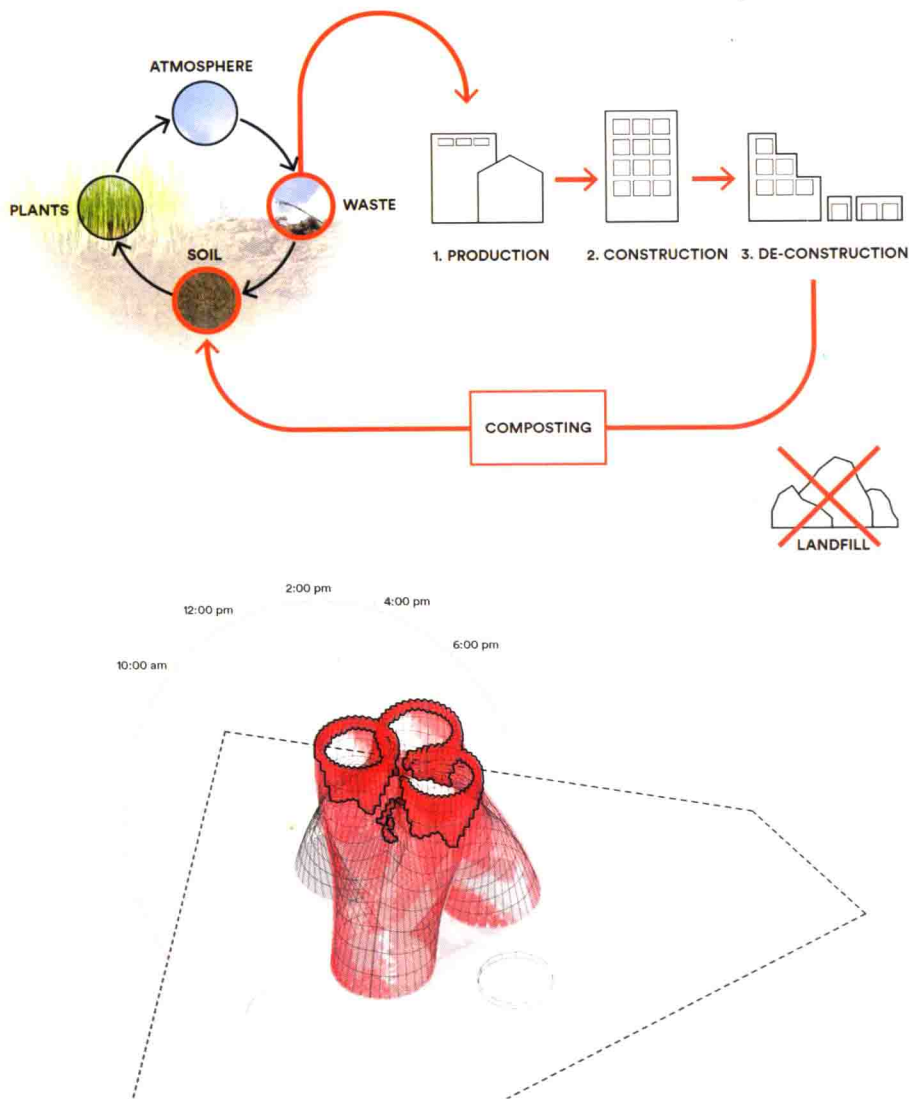 ATMOSPHERE
PLANTS
WASTE
SOIL
1. PRODUCTION
2. CONSTRUCTION
3. DE-CONSTRUCTION
COMPOSTING
LANDFILL
2:00 pm
12:00 pm
4:00 pm
6:00 pm
10:00 am